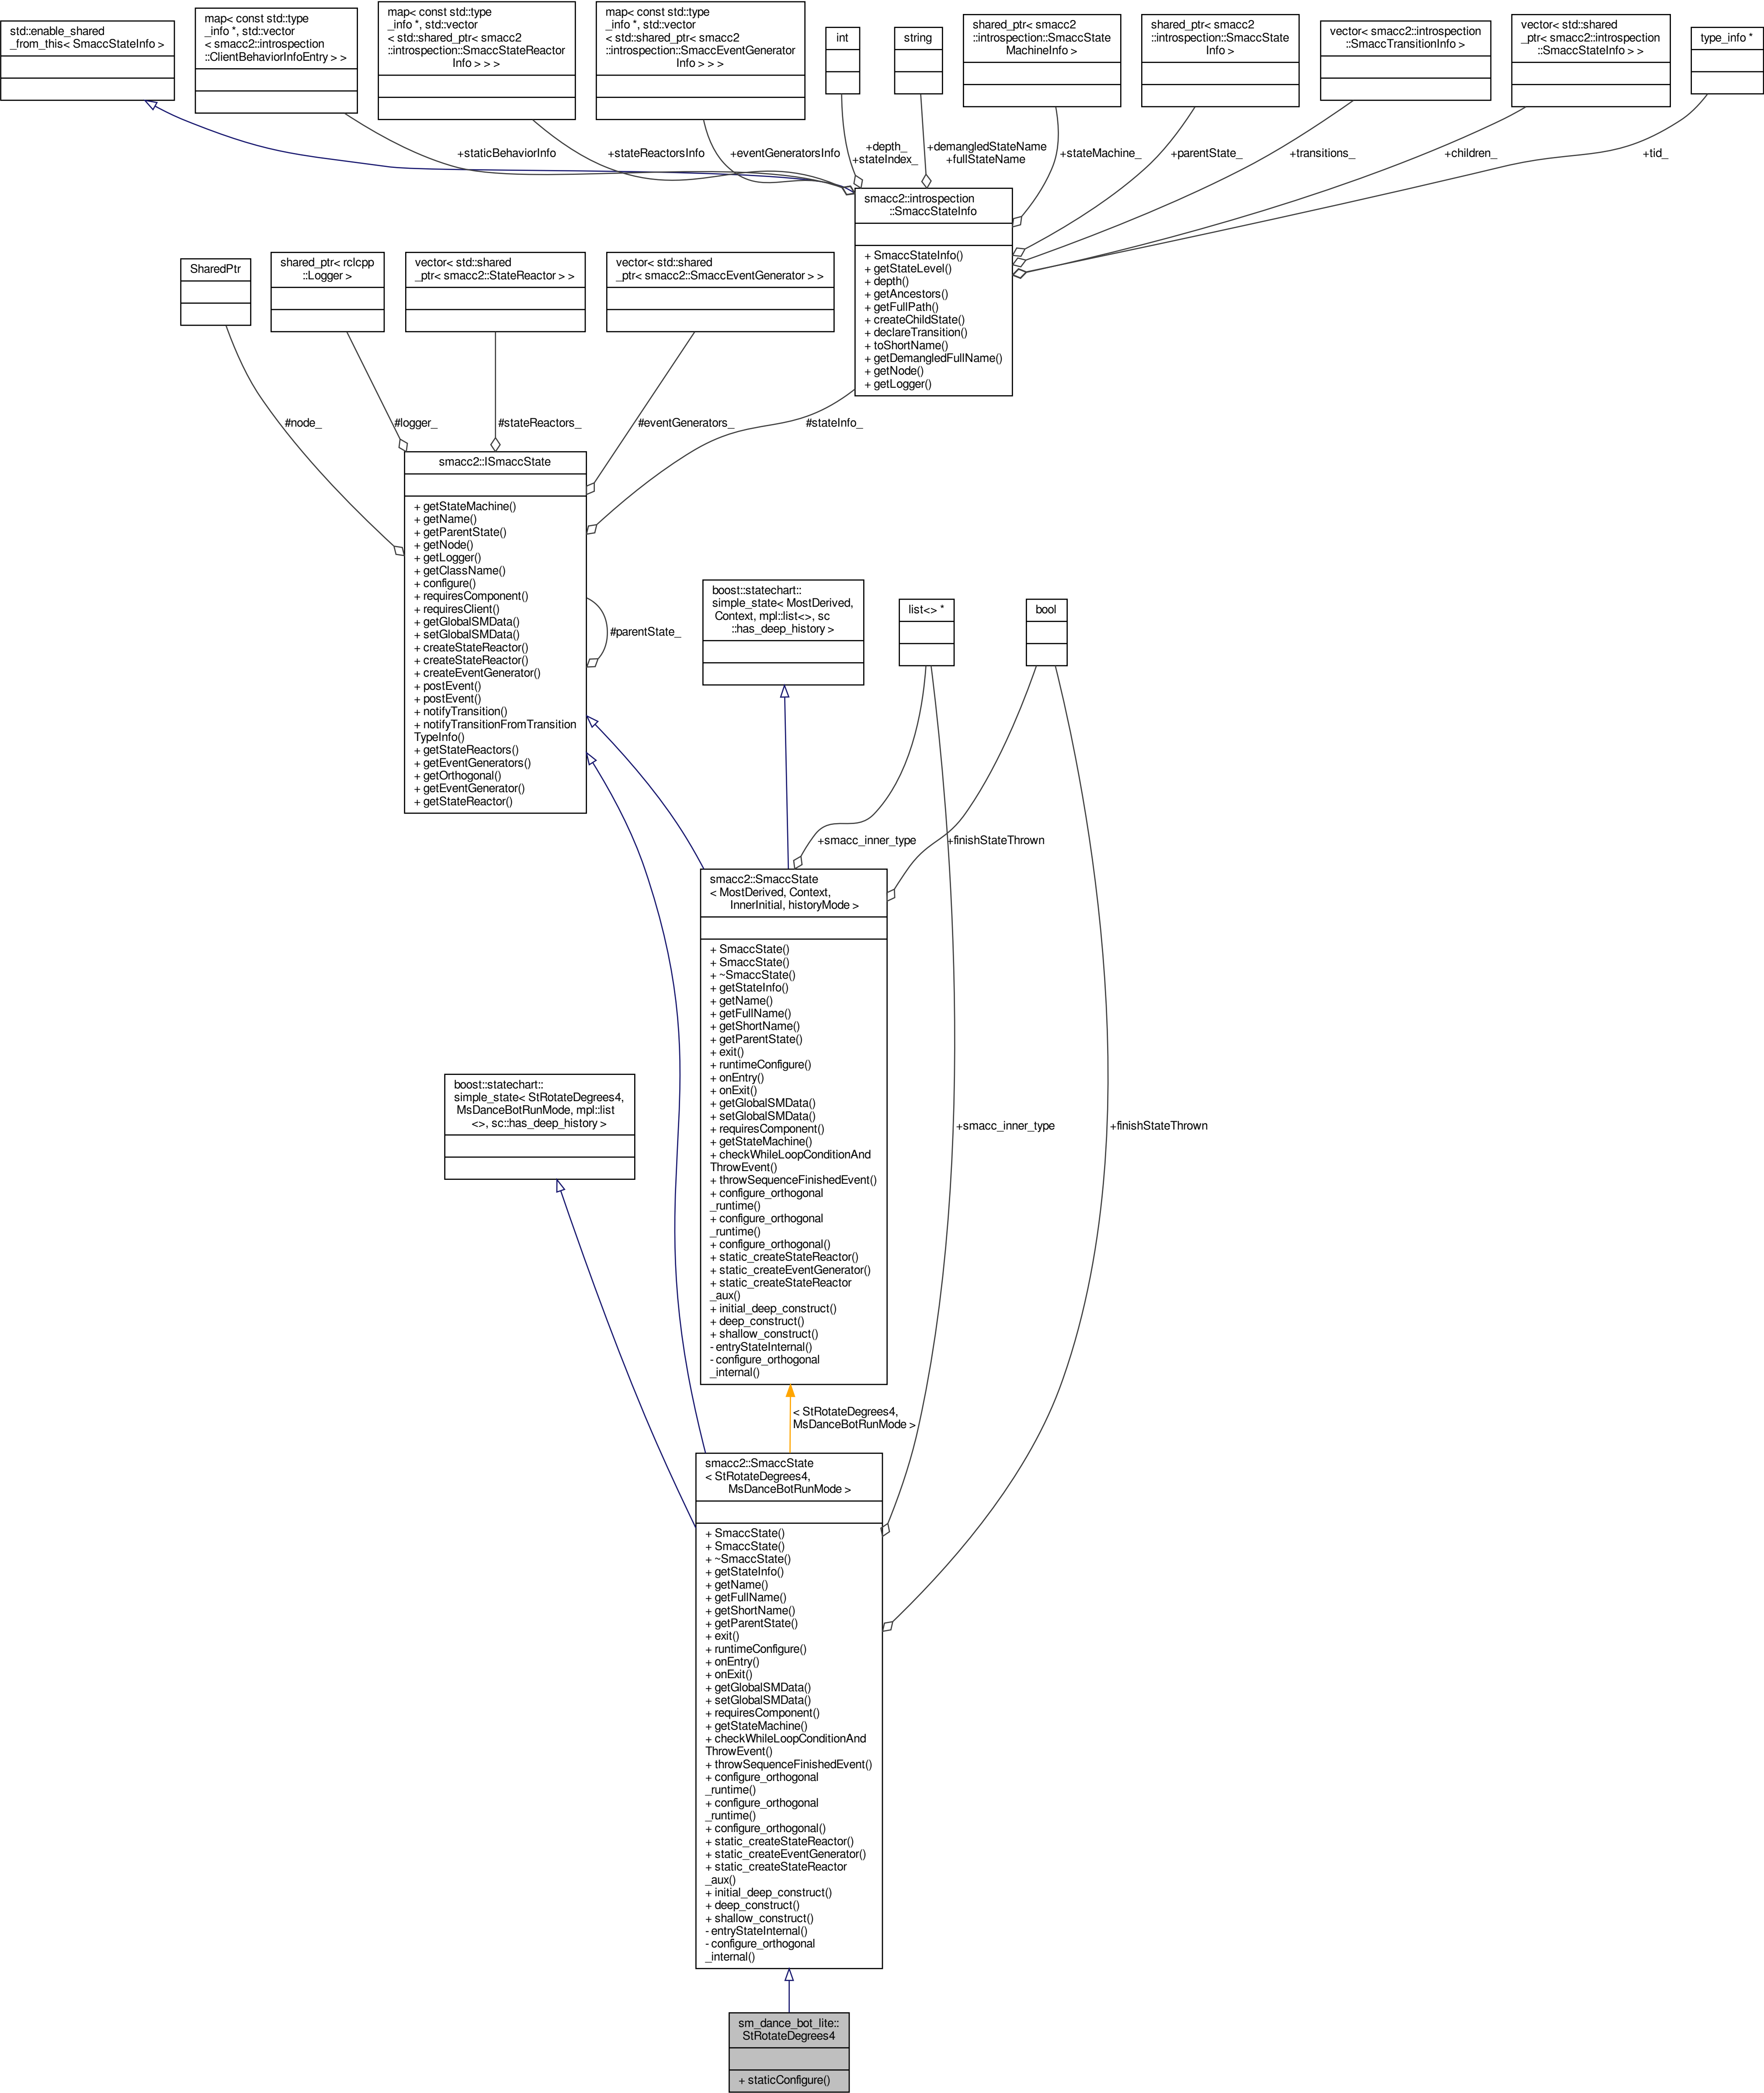 std::enable_shared
_from_this< SmaccStateInfo >
map< const std::type
_info *, std::vector
< smacc2::introspection
::ClientBehaviorInfoEntry > >
map< const std::type
_info *, std::vector
< std::shared_ptr< smacc2
::introspection::SmaccStateReactor
Info > > >
map< const std::type
_info *, std::vector
< std::shared_ptr< smacc2
::introspection::SmaccEventGenerator
Info > > >
int
string
shared_ptr< smacc2
::introspection::SmaccState
MachineInfo >
shared_ptr< smacc2
::introspection::SmaccState
Info >
vector< smacc2::introspection
::SmaccTransitionInfo >
vector< std::shared
_ptr< smacc2::introspection
::SmaccStateInfo > >
type_info *
+staticBehaviorInfo
+stateReactorsInfo
+eventGeneratorsInfo
+depth_
+stateIndex_
+demangledStateName
+fullStateName
+stateMachine_
+parentState_
+transitions_
+children_
+tid_
smacc2::introspection
::SmaccStateInfo
+ SmaccStateInfo()
+ getStateLevel()
+ depth()
+ getAncestors()
+ getFullPath()
+ createChildState()
+ declareTransition()
+ toShortName()
+ getDemangledFullName()
+ getNode()
+ getLogger()
SharedPtr
shared_ptr< rclcpp
::Logger >
vector< std::shared
_ptr< smacc2::StateReactor > >
vector< std::shared
_ptr< smacc2::SmaccEventGenerator > >
#node_
#logger_
#stateReactors_
#eventGenerators_
#stateInfo_
smacc2::ISmaccState
+ getStateMachine()
+ getName()
+ getParentState()
+ getNode()
+ getLogger()
+ getClassName()
+ configure()
+ requiresComponent()
+ requiresClient()
+ getGlobalSMData()
+ setGlobalSMData()
+ createStateReactor()
+ createStateReactor()
+ createEventGenerator()
+ postEvent()
+ postEvent()
+ notifyTransition()
+ notifyTransitionFromTransition
TypeInfo()
+ getStateReactors()
+ getEventGenerators()
+ getOrthogonal()
+ getEventGenerator()
+ getStateReactor()
#parentState_
boost::statechart::
simple_state< MostDerived,
Context, mpl::list<>, sc
::has_deep_history >
list<> *
bool
+smacc_inner_type
+finishStateThrown
smacc2::SmaccState
< MostDerived, Context,
InnerInitial, historyMode >
+ SmaccState()
+ SmaccState()
+ ~SmaccState()
+ getStateInfo()
+ getName()
+ getFullName()
+ getShortName()
+ getParentState()
+ exit()
+ runtimeConfigure()
+ onEntry()
+ onExit()
+ getGlobalSMData()
+ setGlobalSMData()
+ requiresComponent()
+ getStateMachine()
+ checkWhileLoopConditionAnd
ThrowEvent()
+ throwSequenceFinishedEvent()
+ configure_orthogonal
_runtime()
+ configure_orthogonal
_runtime()
+ configure_orthogonal()
+ static_createStateReactor()
+ static_createEventGenerator()
+ static_createStateReactor
_aux()
+ initial_deep_construct()
+ deep_construct()
+ shallow_construct()
- entryStateInternal()
- configure_orthogonal
_internal()
boost::statechart::
simple_state< StRotateDegrees4,
MsDanceBotRunMode, mpl::list
<>, sc::has_deep_history >
+smacc_inner_type
+finishStateThrown
< StRotateDegrees4,
MsDanceBotRunMode >
smacc2::SmaccState
< StRotateDegrees4,
MsDanceBotRunMode >
+ SmaccState()
+ SmaccState()
+ ~SmaccState()
+ getStateInfo()
+ getName()
+ getFullName()
+ getShortName()
+ getParentState()
+ exit()
+ runtimeConfigure()
+ onEntry()
+ onExit()
+ getGlobalSMData()
+ setGlobalSMData()
+ requiresComponent()
+ getStateMachine()
+ checkWhileLoopConditionAnd
ThrowEvent()
+ throwSequenceFinishedEvent()
+ configure_orthogonal
_runtime()
+ configure_orthogonal
_runtime()
+ configure_orthogonal()
+ static_createStateReactor()
+ static_createEventGenerator()
+ static_createStateReactor
_aux()
+ initial_deep_construct()
+ deep_construct()
+ shallow_construct()
- entryStateInternal()
- configure_orthogonal
_internal()
sm_dance_bot_lite::
StRotateDegrees4
+ staticConfigure()